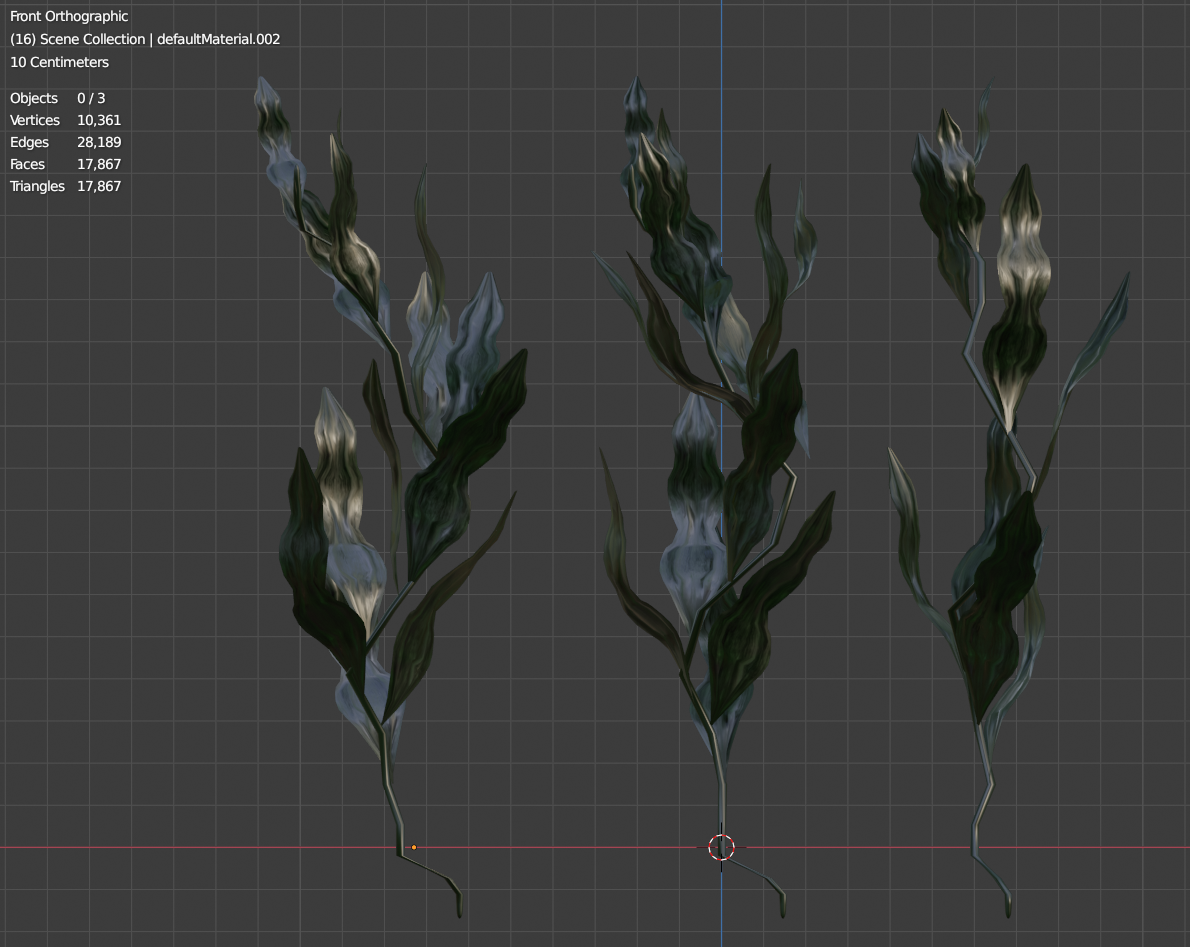 Front Orthographic
(16) Scene Collection | defaultMaterial.002
10 Centimeters
Objects 0 / 3
Vertices 10,361
Edges 28,189
Faces 17,867
Triangles 17,867